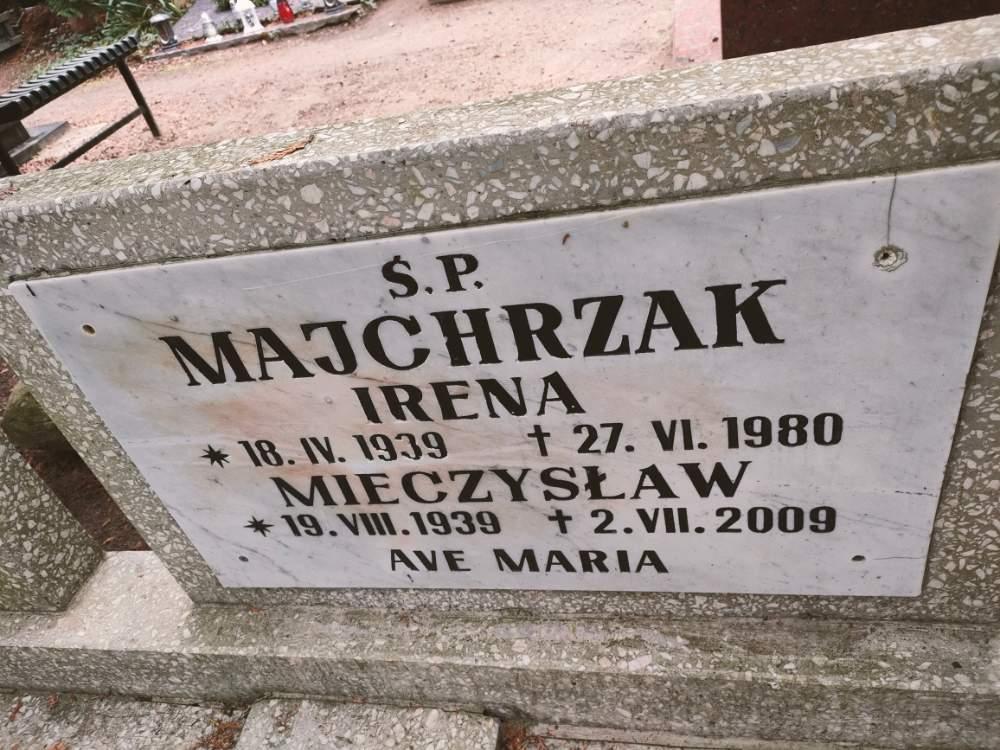 Ś.P.
MAJCHRZAK
IRENA
* 18. IV. 1939 † 27. VI. 1980
MIECZYSŁAW
* 19. VIII. 1939 † 2. VII. 2009
AVE MARIA